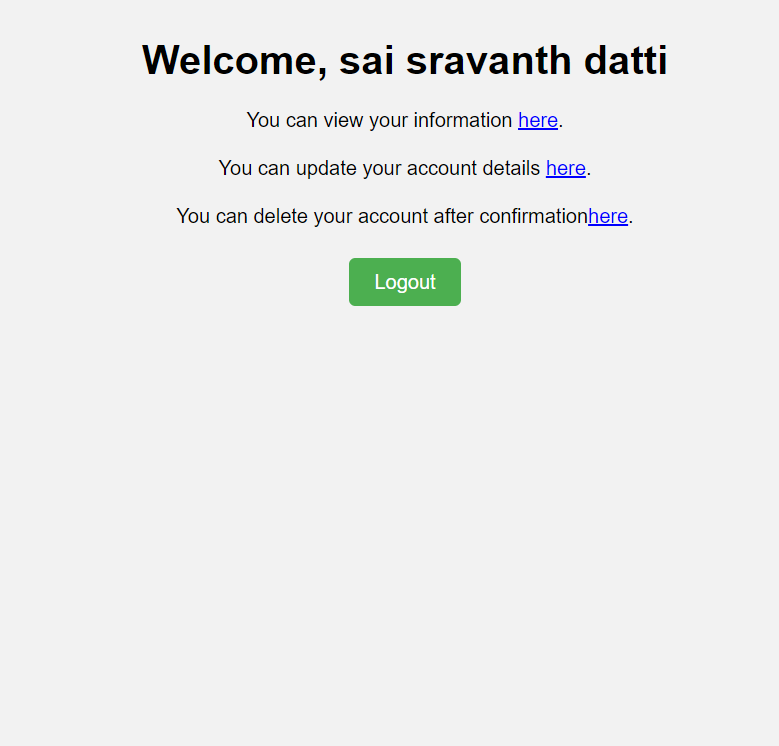 Welcome, sai sravanth datti
You can view your information here.
You can update your account details here.
You can delete your account after confirmationhere.
Logout